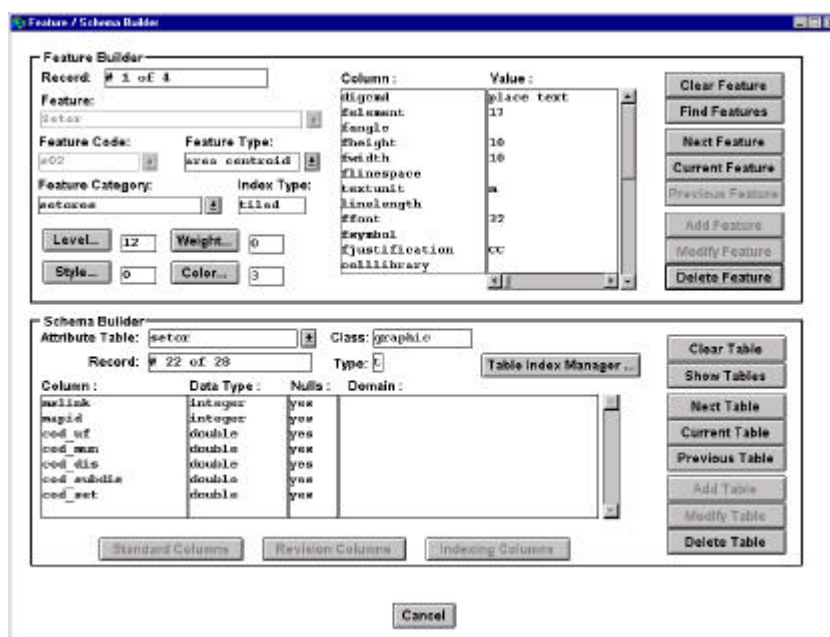 Feature / Schema Builder
Feature Builder
Record: # 1 of 4
Feature:
Setor
Feature Code: Feature Type:
s02 area centroid
Feature Category: Index Type:
setores tiled
Level... 12 Weight... 0
Style... 0 Color... 3
Column : Value :
digcmd place text
felement 17
fangle
fheight 10
fwidth 10
flinespace
textunit m
linelength
ffont 22
fsymbol
fjustification CC
celllibrary
Clear Feature
Find Features
Next Feature
Current Feature
Previous Feature
Add Feature
Modify Feature
Delete Feature
Schema Builder
Attribute Table: setor Class: graphic
Record: # 22 of 28 Type: Table Index Manager ...
Column : Data Type : Nulls : Domain :
mslink integer yes
mapid integer yes
cod_uf double yes
cod_mun double yes
cod_dis double yes
cod_subdis double yes
cod_set double yes
Standard Columns Revision Columns Indexing Columns
Clear Table
Show Tables
Next Table
Current Table
Previous Table
Add Table
Modify Table
Delete Table
Cancel